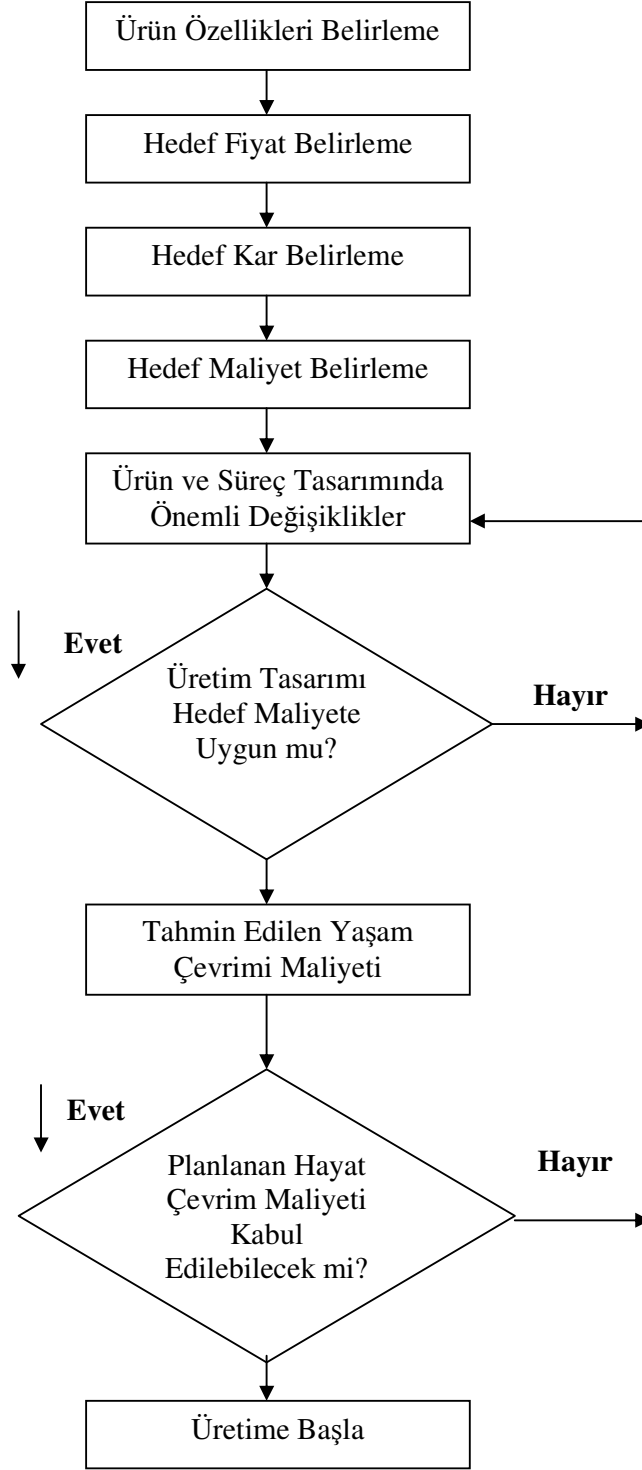 Ürün Özellikleri Belirleme
Hedef Fiyat Belirleme
Hedef Kar Belirleme
Hedef Maliyet Belirleme
Ürün ve Süreç Tasarımında
Önemli Değişiklikler
Evet
Üretim Tasarımı
Hedef Maliyete
Uygun mu?
Hayır
Tahmin Edilen Yaşam
Çevrimi Maliyeti
Evet
Planlanan Hayat
Çevrim Maliyeti
Kabul
Edilebilecek mi?
Hayır
Üretime Başla